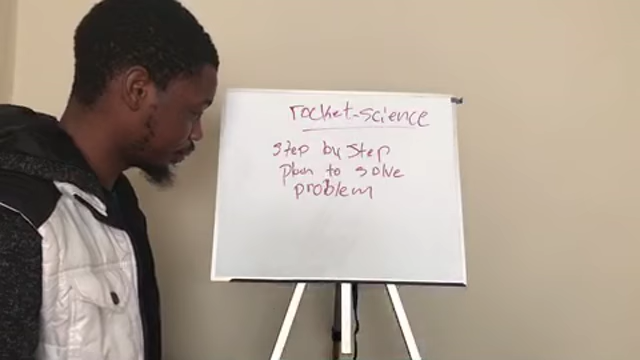 rocket-science
step by step
plan to solve
problem